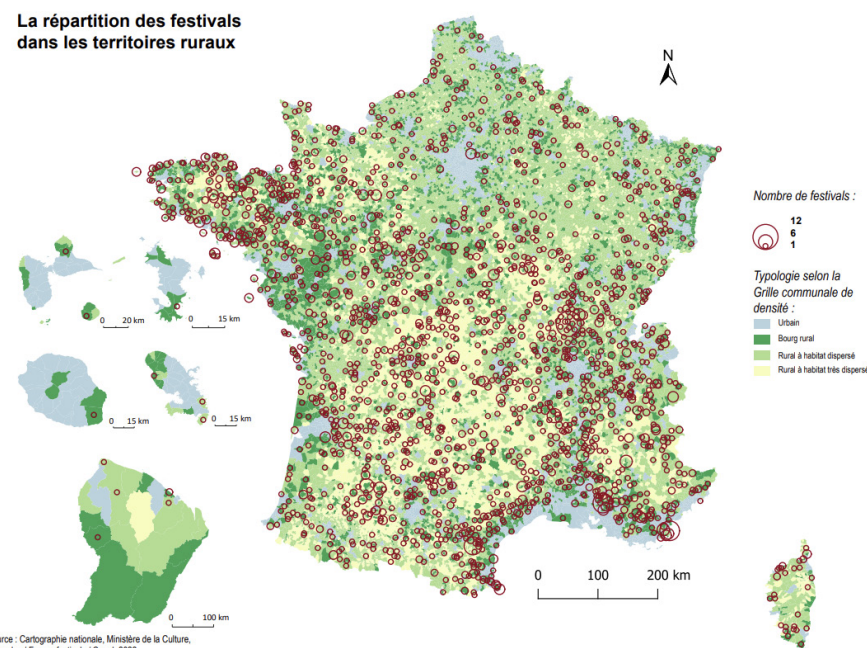 La répartition des festivals
dans les territoires ruraux
N
Nombre de festivals :
12
6
1
Typologie selon la
Grille communale de
densité :
Urbain
Bourg rural
Rural à habitat dispersé
Rural à habitat très dispersé
0 20 km
0 15 km
0 15 km
0 15 km
0 100 km
0 100 200 km
Source : Cartographie nationale, Ministère de la Culture,